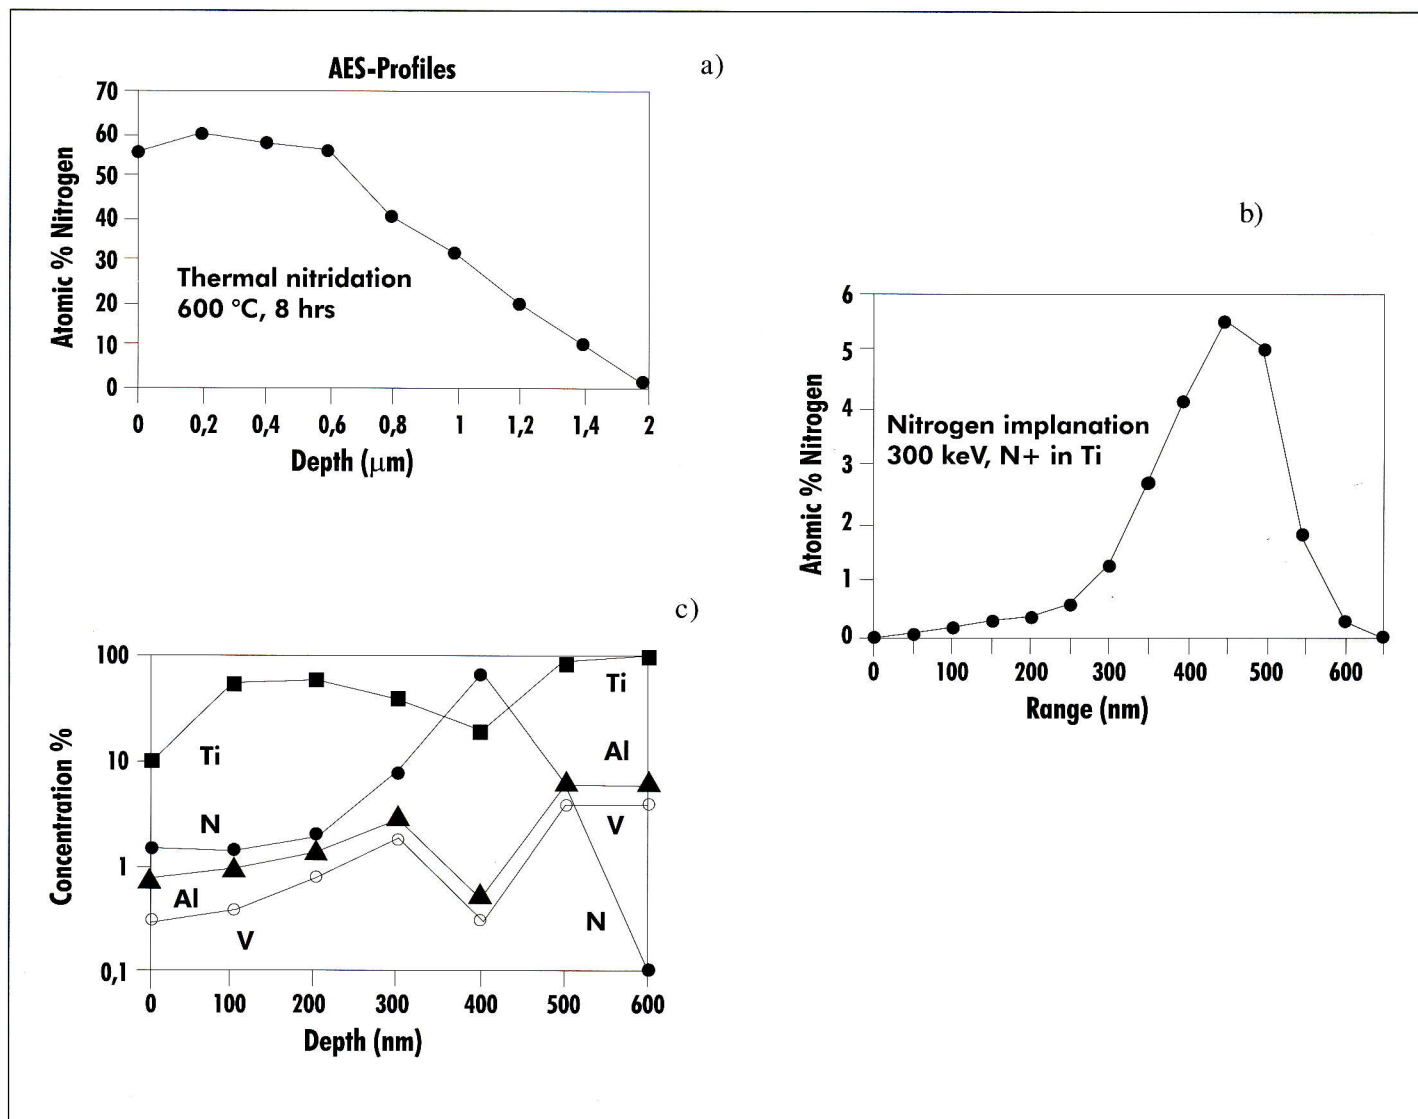 a)
AES-Profiles
70
60
50
40
30
20
10
0
Atomic % Nitrogen
Thermal nitridation
600 °C, 8 hrs
0 0,2 0,4 0,6 0,8 1 1,2 1,4 2
Depth (μm)
b)
6
5
4
3
2
1
0
Atomic % Nitrogen
Nitrogen implanation
300 keV, N+ in Ti
0 100 200 300 400 500 600
Range (nm)
c)
100
10
1
0,1
Concentration %
Ti
N
Al
V
Ti
Al
V
N
0 100 200 300 400 500 600
Depth (nm)